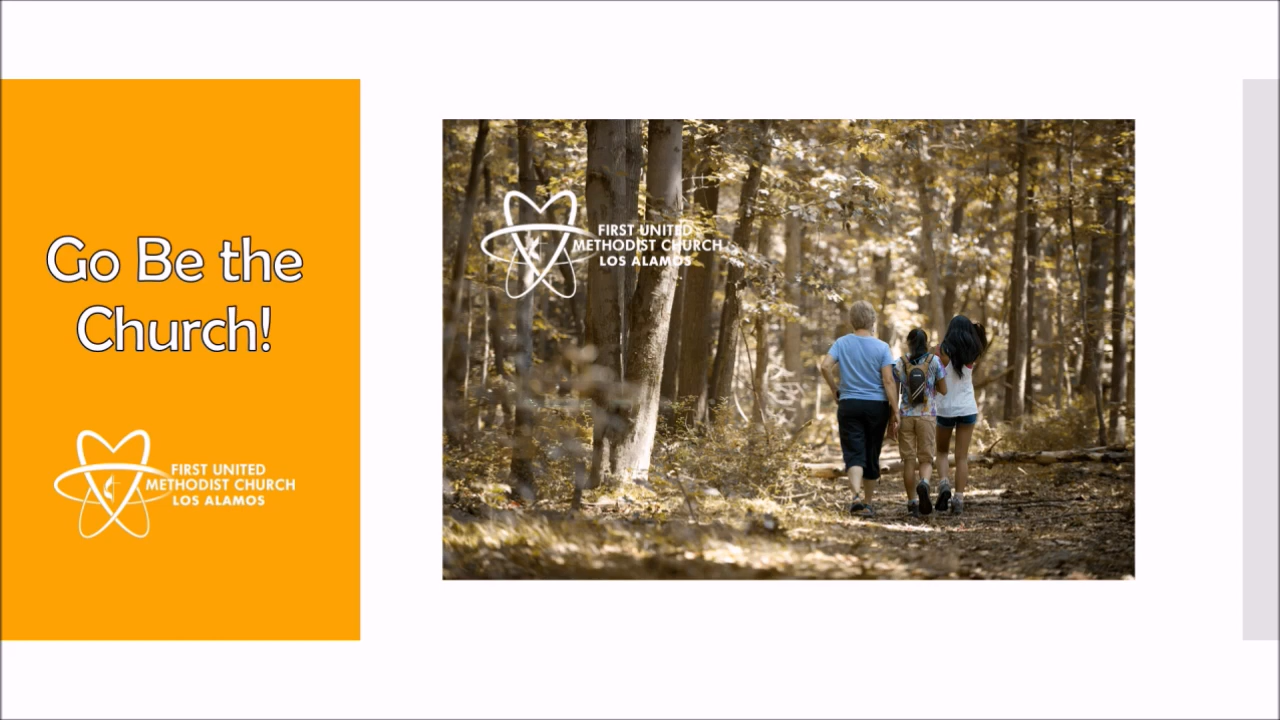 Go Be the
Church!
FIRST UNITED
METHODIST CHURCH
LOS ALAMOS
FIRST UNITED
METHODIST CHURCH
LOS ALAMOS